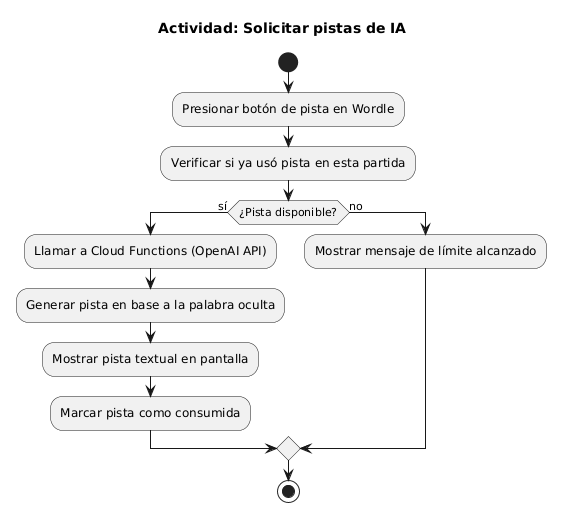 Actividad: Solicitar pistas de IA
Presionar botón de pista en Wordle
Verificar si ya usó pista en esta partida
sí
¿Pista disponible?
no
Llamar a Cloud Functions (OpenAI API)
Mostrar mensaje de límite alcanzado
Generar pista en base a la palabra oculta
Mostrar pista textual en pantalla
Marcar pista como consumida